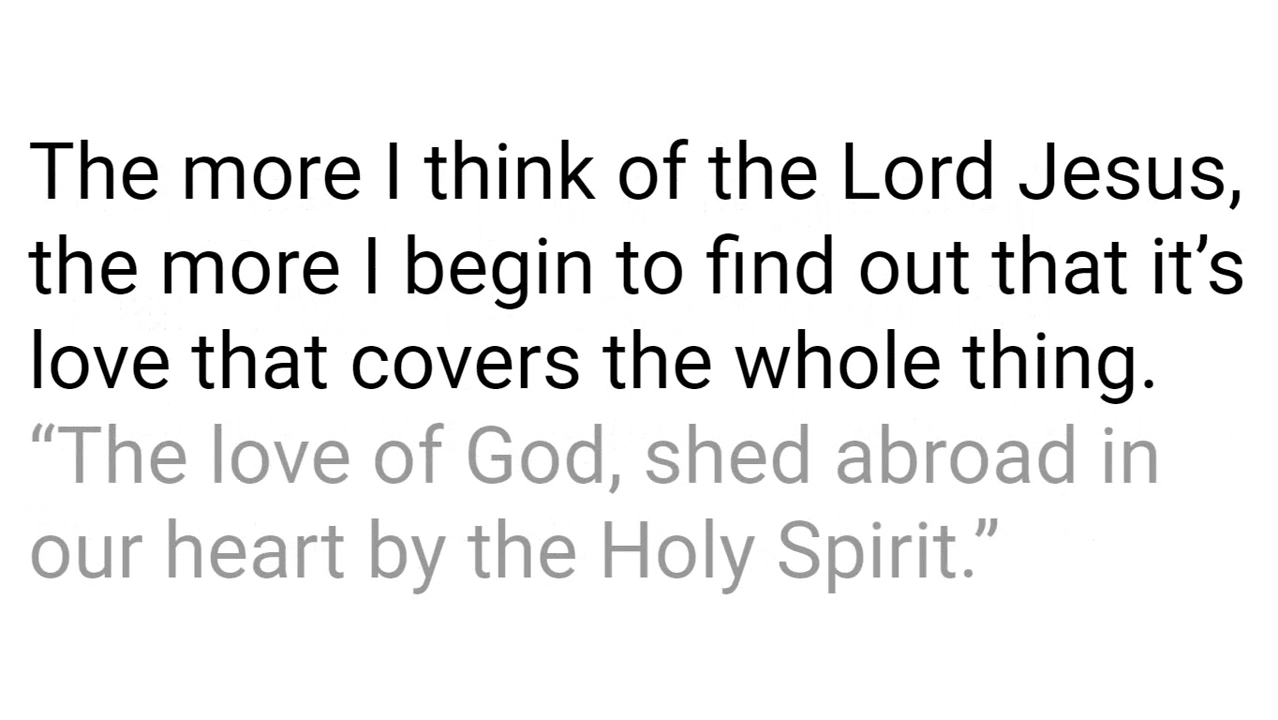 The more I think of the Lord Jesus,
the more I begin to find out that it’s
love that covers the whole thing.
“The love of God, shed abroad in
our heart by the Holy Spirit.”